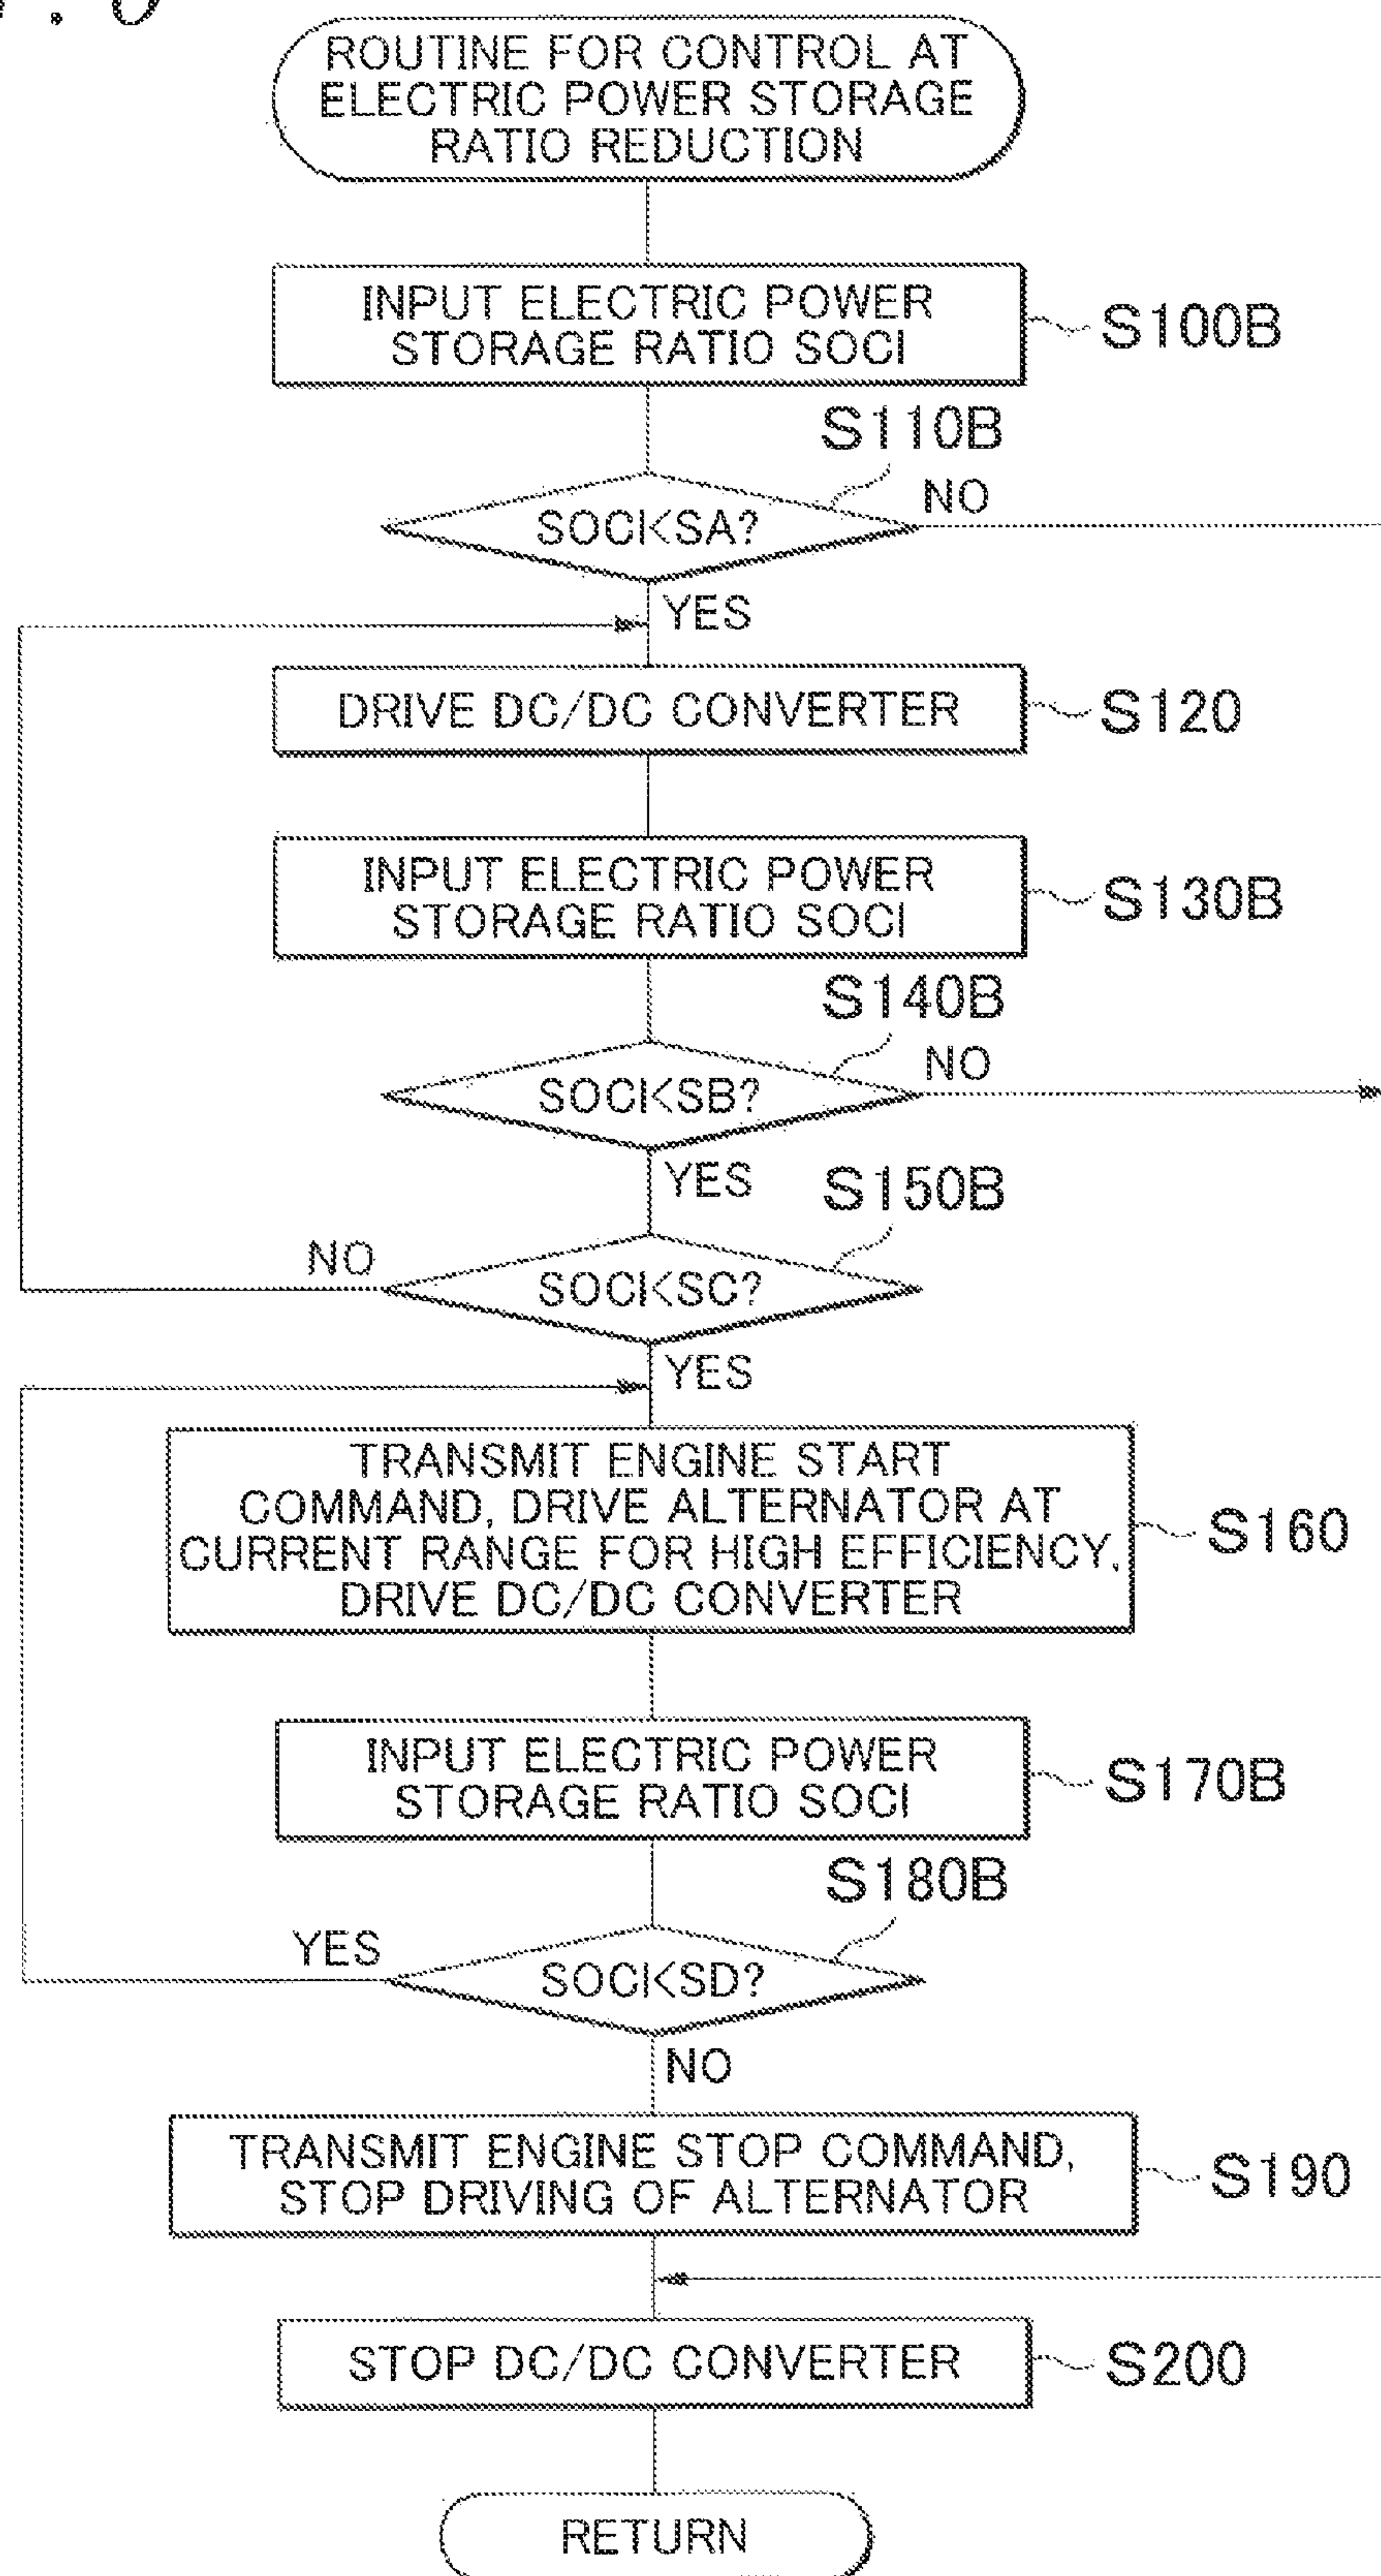 ROUTINE FOR CONTROL AT
ELECTRIC POWER STORAGE
RATIO REDUCTION
INPUT ELECTRIC POWER
STORAGE RATIO SOCl
S100B
S110B
SOCl<SA?
NO
YES
DRIVE DC/DC CONVERTER
S120
INPUT ELECTRIC POWER
STORAGE RATIO SOCl
S130B
S140B
SOCl<SB?
NO
YES
S150B
SOCl<SC?
NO
YES
TRANSMIT ENGINE START
COMMAND, DRIVE ALTERNATOR AT
CURRENT RANGE FOR HIGH EFFICIENCY,
DRIVE DC/DC CONVERTER
S160
INPUT ELECTRIC POWER
STORAGE RATIO SOCl
S170B
S180B
SOCl<SD?
YES
NO
TRANSMIT ENGINE STOP COMMAND,
STOP DRIVING OF ALTERNATOR
S190
STOP DC/DC CONVERTER
S200
RETURN